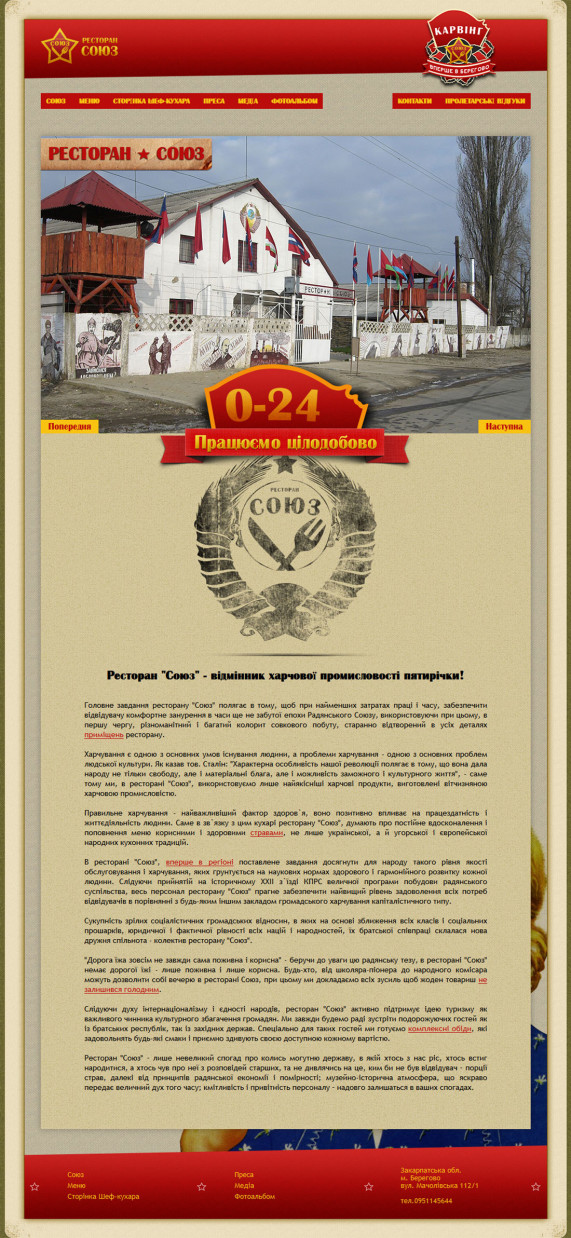 РЕСТОРАН
СОЮЗ
КАРВІНГ
ВПЕРШЕ В БЕРЕГОВО
СОЮЗ МЕНЮ СТОРІНКА ШЕФ-КУХАРА ПРЕСА МЕДІА ФОТОАЛЬБОМ
КОНТАКТИ ПРОЛЕТАРСЬКІ ВІДГУКИ
РЕСТОРАН ★ СОЮЗ
0-24
Попередня
Працюємо цілодобово
Наступна
РЕСТОРАН
СОЮЗ
Ресторан "Союз" - відмінник харчової промисловості пятирічки!
Головне завдання ресторану "Союз" полягає в тому, щоб при найменших затратах праці і часу, забезпечити
відвідувачу комфортне занурення в часи ще не забутої епохи Радянського Союзу, використовуючи при цьому, в
першу чергу, різноманітний і багатий колорит совкового побуту, старанно відтворений в усіх деталях
приміщень ресторану.
Харчування є одною з основних умов існування людини, а проблеми харчування - одною з основних проблем
людської культури. Як казав тов. Сталін: "Характерна особливість нашої революції полягає в тому, що вона дала
народу не тільки свободу, але і матеріальні блага, але і можливість заможного і культурного життя", - саме
тому ми, в ресторані "Союз", використовуємо лише найякісніші харчові продукти, виготовлені вітчизняною
харчовою промисловістю.
Правильне харчування - найважливіший фактор здоров`я, воно позитивно впливає на працездатність і
життєдіяльність людини. Саме в зв`язку з цим кухарі ресторану "Союз", думають про постійне вдосконалення і
поповнення меню корисними і здоровими стравами, не лише української, а й угорської і європейської
народних кухонних традицій.
В ресторані "Союз", вперше в регіоні поставлене завдання досягнути для народу такого рівня якості
обслуговування і харчування, яких грунтується на наукових нормах здорового і гармонійного розвитку кожної
людини. Слідуючи прийнятій на історичному XXII з`їзді КПРС величної програми побудови радянського
суспільства, весь персонал ресторану "Союз" прагне забезпечити найвищий рівень задоволення всіх потреб
відвідувачів в порівнянні з будь-яким іншим закладом громадського харчування капіталістичного типу.
Сукупність зрілих соціалістичних громадських відносин, в яких на основі зближення всіх класів і соціальних
прошарків, юридичної і фактичної рівності всіх націй і народностей, їх братської співпраці склалася нова
дружня спільнота - колектив ресторану "Союз".
"Дорога їжа зовсім не завжди сама поживна і корисна" - беручи до уваги цю радянську тезу, в ресторані "Союз"
немає дорогої їжі - лише поживна і лише корисна. Будь-хто, від школяра-піонера до народного комісара
можуть дозволити собі вечерю в ресторані Союз, при цьому ми докладаємо всіх зусиль щоб жоден товариш не
залишився голодним.
Слідуючи духу інтернаціоналізму і єдності народів, ресторан "Союз" активно підтримує ідею туризму як
важливого чинника культурного збагачення громадян. Ми завжди будемо раді зустріти подорожуючих гостей як
із братських республік, так із західних держав. Спеціально для таких гостей ми готуємо комплексні обіди, які
задовольнять будь-які смаки і приємно здивують своєю доступною кожному вартістю.
Ресторан "Союз" - лише невеликий спогад про колись могутню державу, в якій хтось з нас ріс, хтось встиг
народитися, а хтось чув про неї з розповідей старших, та не дивлячись на це, ким би не був відвідувач - порції
страв, далекі від принципів радянської економії і помірності; музейно-історична атмосфера, що яскраво
передає величний дух того часу; кмітливість і привітність персоналу - надовго залишаться в ваших спогадах.
Союз
Меню
Сторінка Шеф-кухара
Преса
Медіа
Фотоальбом
Закарпатська обл.
м. Берегово
вул. Мачолівська 112/1
тел.0951145644